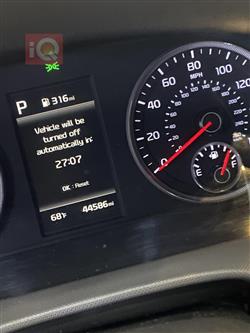 iQ
P 316 mi
Vehicle will be
turned off
automatically in:
27:07
OK : Reset
68°F 44586 mi
MPH
0 20 40 60 80 100 120
km/h
F
E